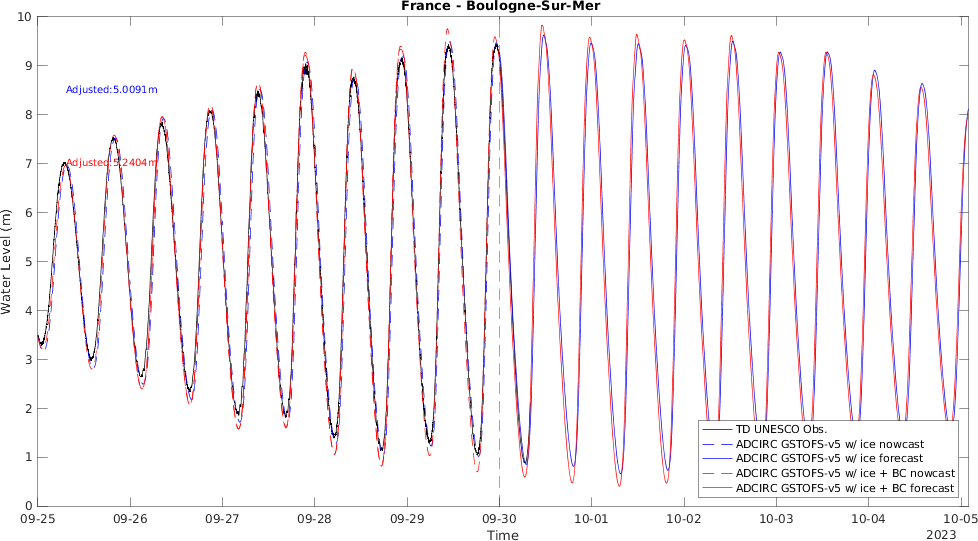 France - Boulogne-Sur-Mer
10
9
8
7
6
5
4
3
2
1
0
Water Level (m)
Adjusted:5.0091m
Adjusted:5.2404m
TD UNESCO Obs.
ADCIRC GSTOFS-v5 w/ ice nowcast
ADCIRC GSTOFS-v5 w/ ice forecast
ADCIRC GSTOFS-v5 w/ ice + BC nowcast
ADCIRC GSTOFS-v5 w/ ice + BC forecast
09-25 09-26 09-27 09-28 09-29 09-30 10-01 10-02 10-03 10-04 10-05
Time
2023